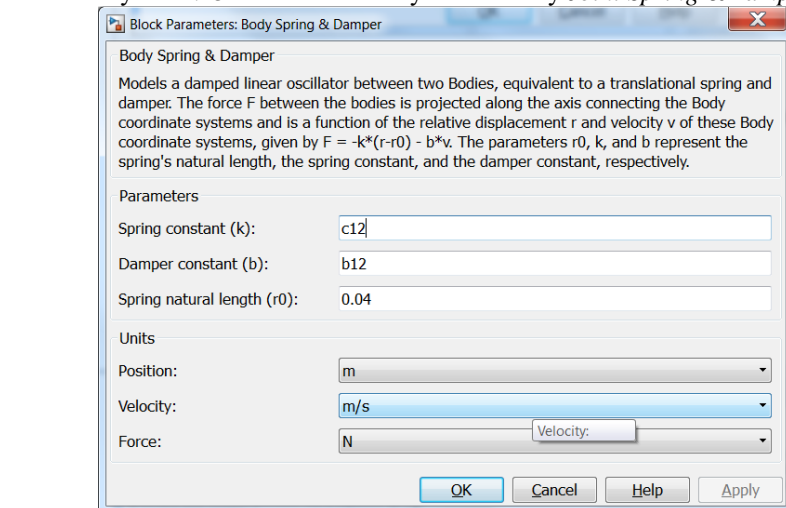 Block Parameters: Body Spring & Damper
Body Spring & Damper
Models a damped linear oscillator between two Bodies, equivalent to a translational spring and
damper. The force F between the bodies is projected along the axis connecting the Body
coordinate systems and is a function of the relative displacement r and velocity v of these Body
coordinate systems, given by F = -k*(r-r0) - b*v. The parameters r0, k, and b represent the
spring's natural length, the spring constant, and the damper constant, respectively.
Parameters
Spring constant (k): c12
Damper constant (b): b12
Spring natural length (r0): 0.04
Units
Position: m
Velocity: m/s
Velocity:
Force: N
OK Cancel Help Apply